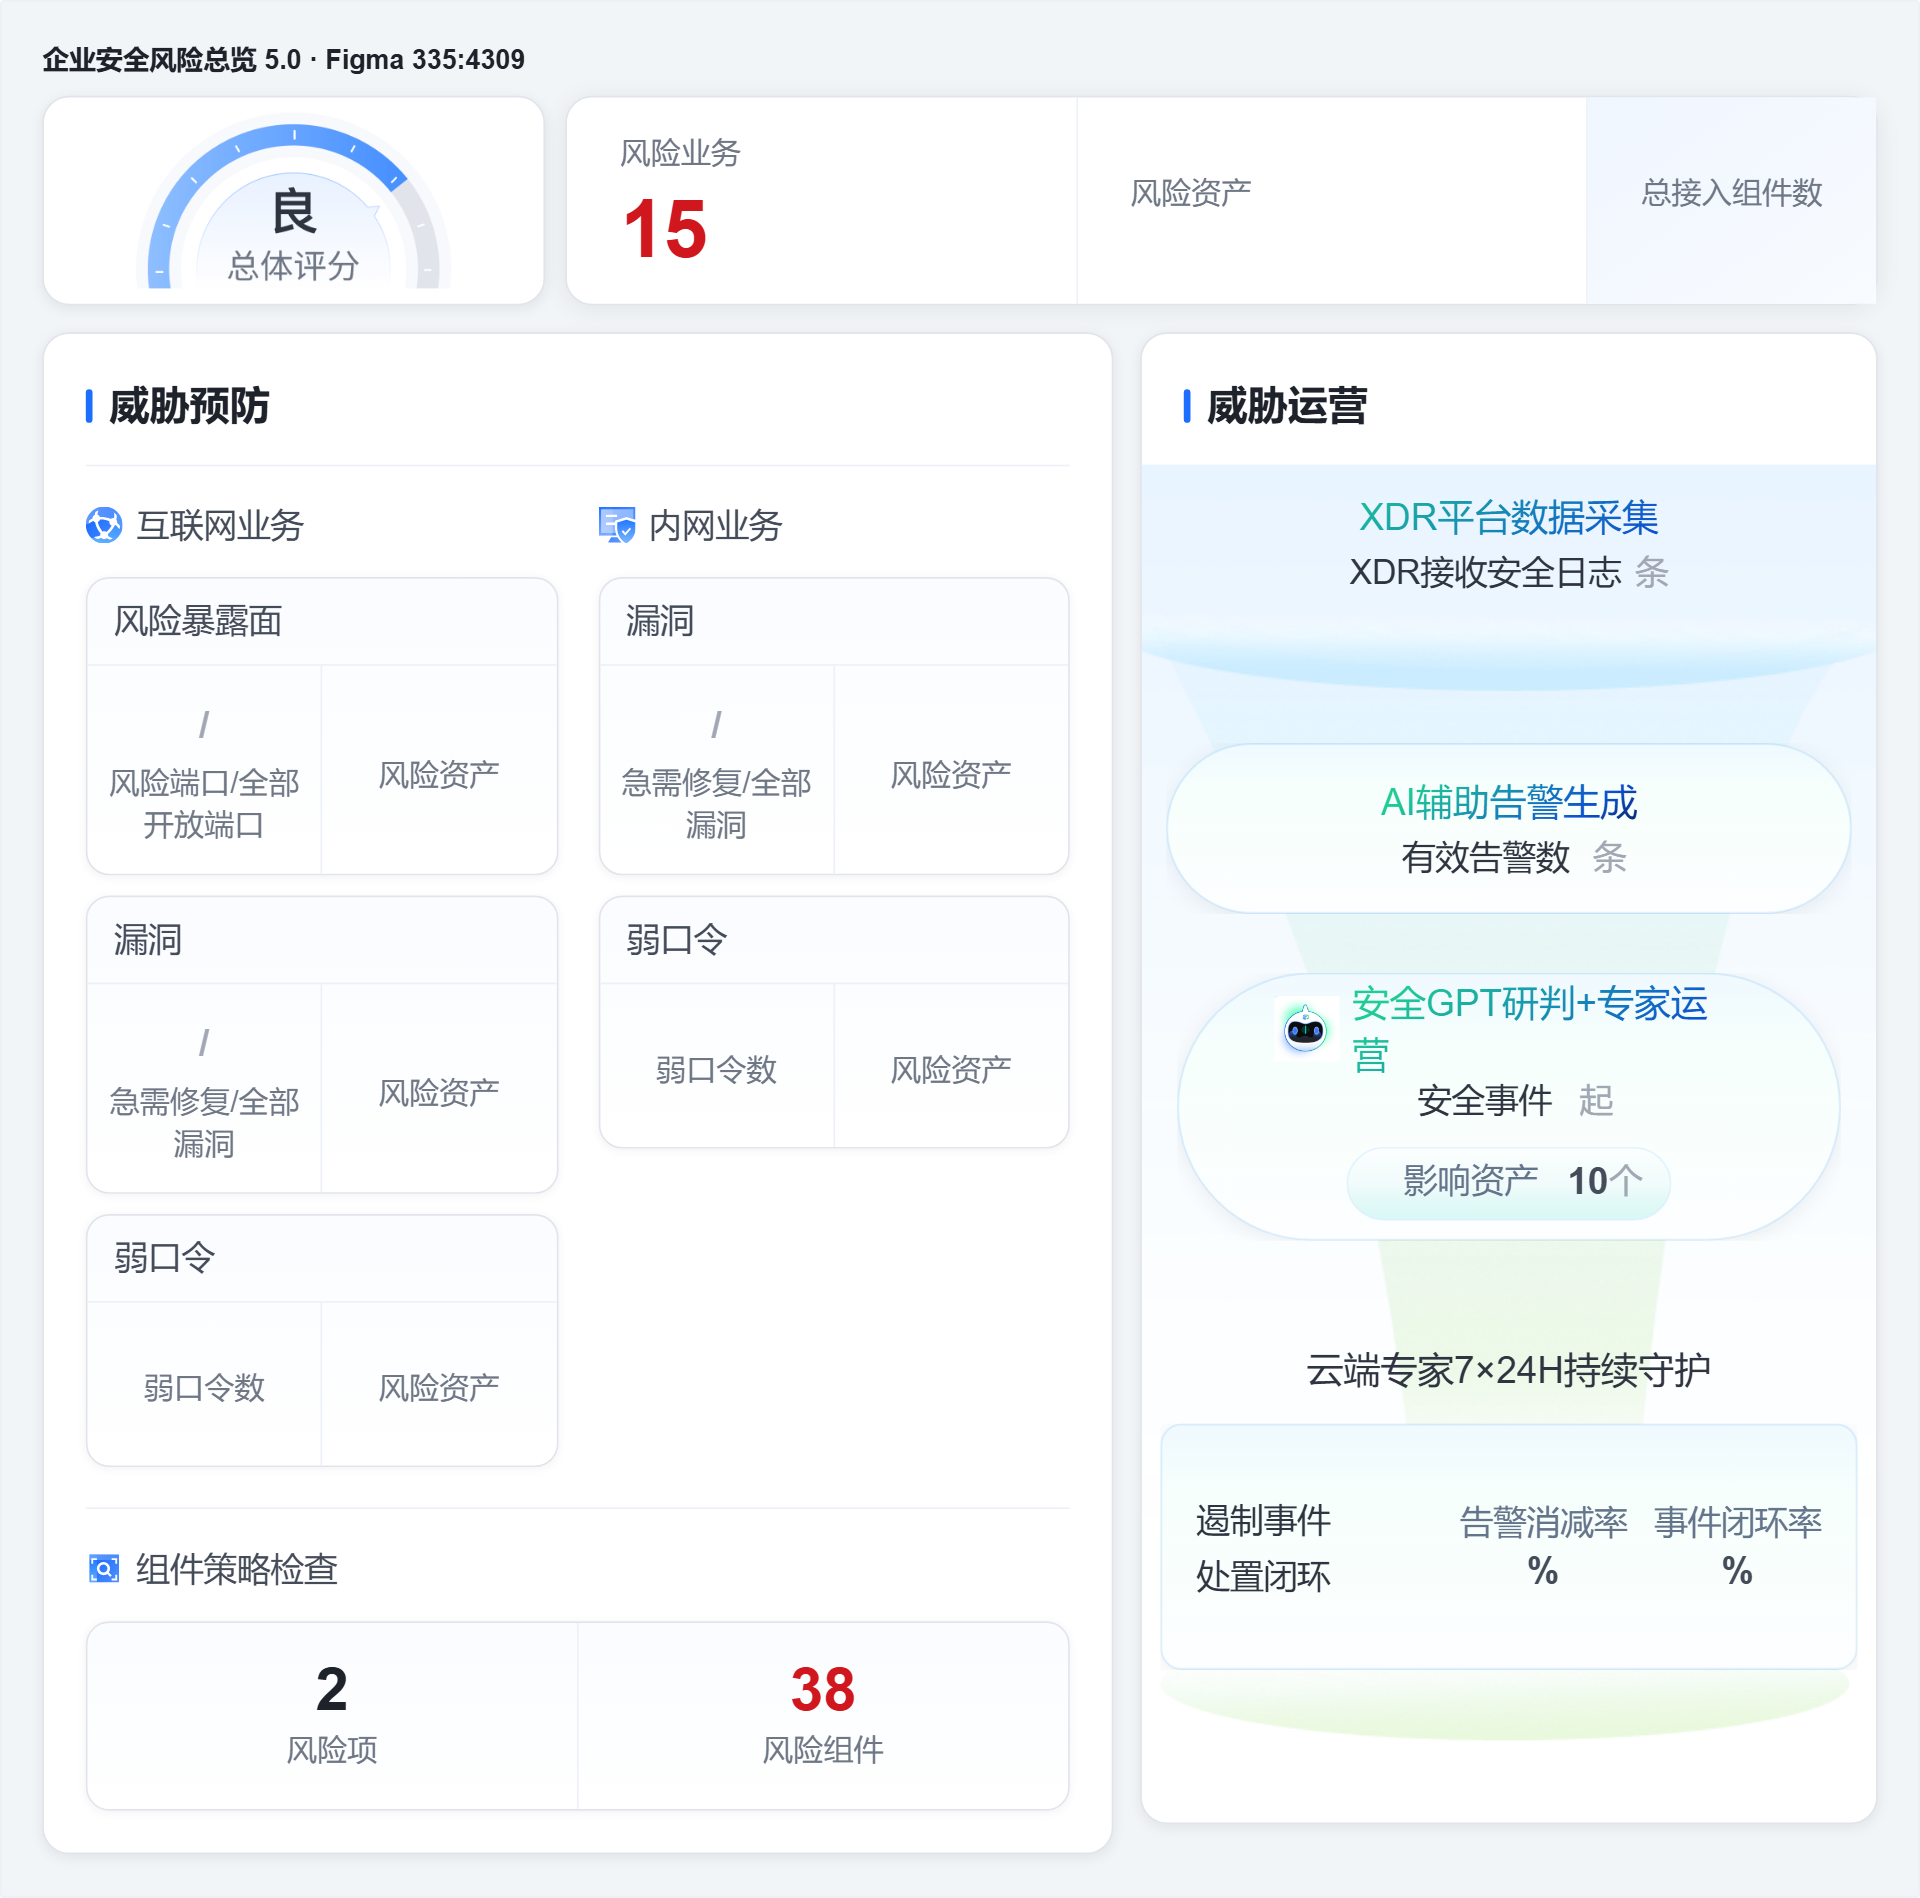 企业安全风险总览 5.0 · Figma 335:4309
良
总体评分
风险业务
15
风险资产
总接入组件数
威胁预防
互联网业务
风险暴露面
/
风险端口/全部
开放端口
风险资产
漏洞
/
急需修复/全部
漏洞
风险资产
弱口令
弱口令数
风险资产
内网业务
漏洞
/
急需修复/全部
漏洞
风险资产
弱口令
弱口令数
风险资产
组件策略检查
2
风险项
38
风险组件
威胁运营
XDR平台数据采集
XDR接收安全日志 条
AI辅助告警生成
有效告警数 条
安全GPT研判+专家运
营
安全事件 起
影响资产 10个
云端专家7×24H持续守护
遏制事件
处置闭环
告警消减率
%
事件闭环率
%